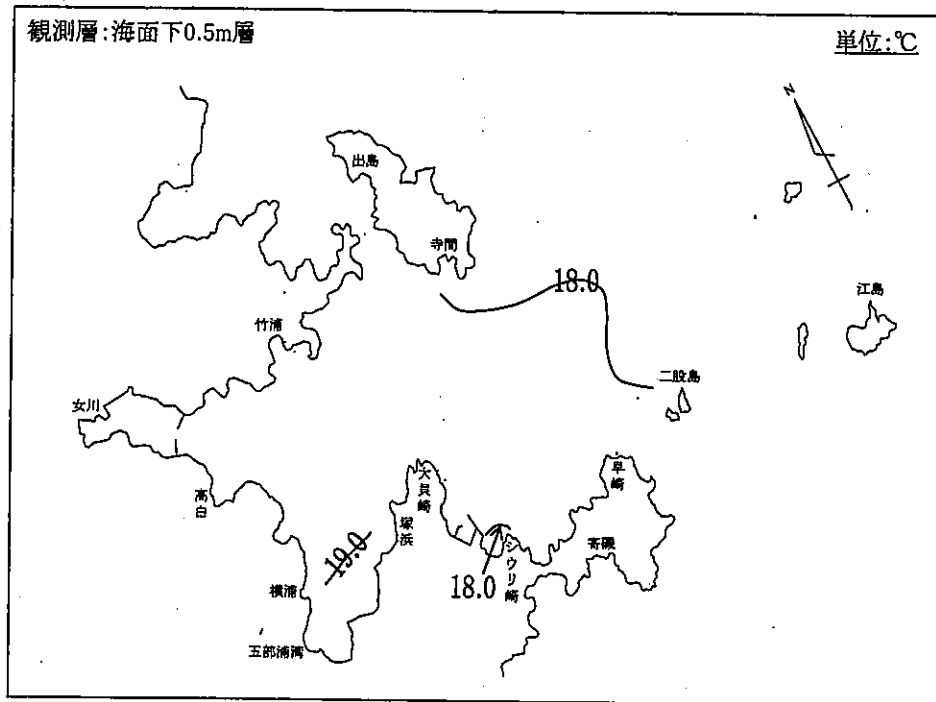 観測層:海面下0.5m層
単位:℃
N
出島
寺間
18.0
江島
竹浦
二股島
女川
大貝崎
早崎
高白
塚浜
19.0
シウリ崎
寄磯
横浦
18.0
五部浦湾